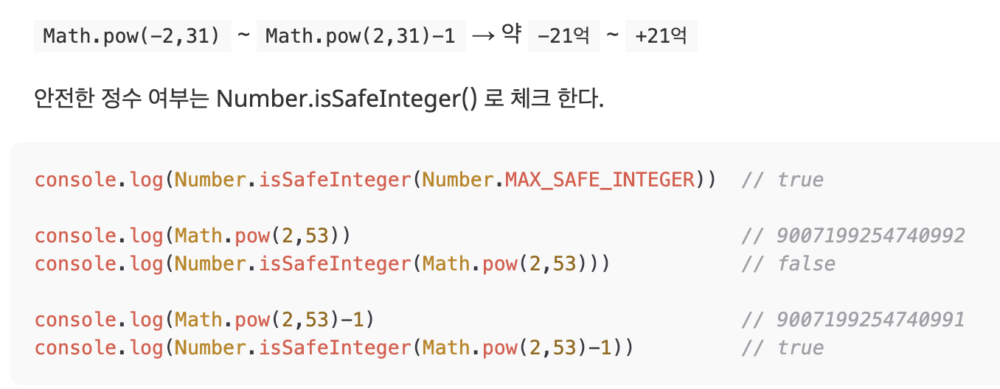 Math.pow(-2,31) ~ Math.pow(2,31)-1 → 약 -21억 ~ +21억
안전한 정수 여부는 Number.isSafeInteger() 로 체크 한다.
console.log(Number.isSafeInteger(Number.MAX_SAFE_INTEGER))  // true
console.log(Math.pow(2,53))                                 // 9007199254740992
console.log(Number.isSafeInteger(Math.pow(2,53)))           // false
console.log(Math.pow(2,53)-1)                               // 9007199254740991
console.log(Number.isSafeInteger(Math.pow(2,53)-1))         // true